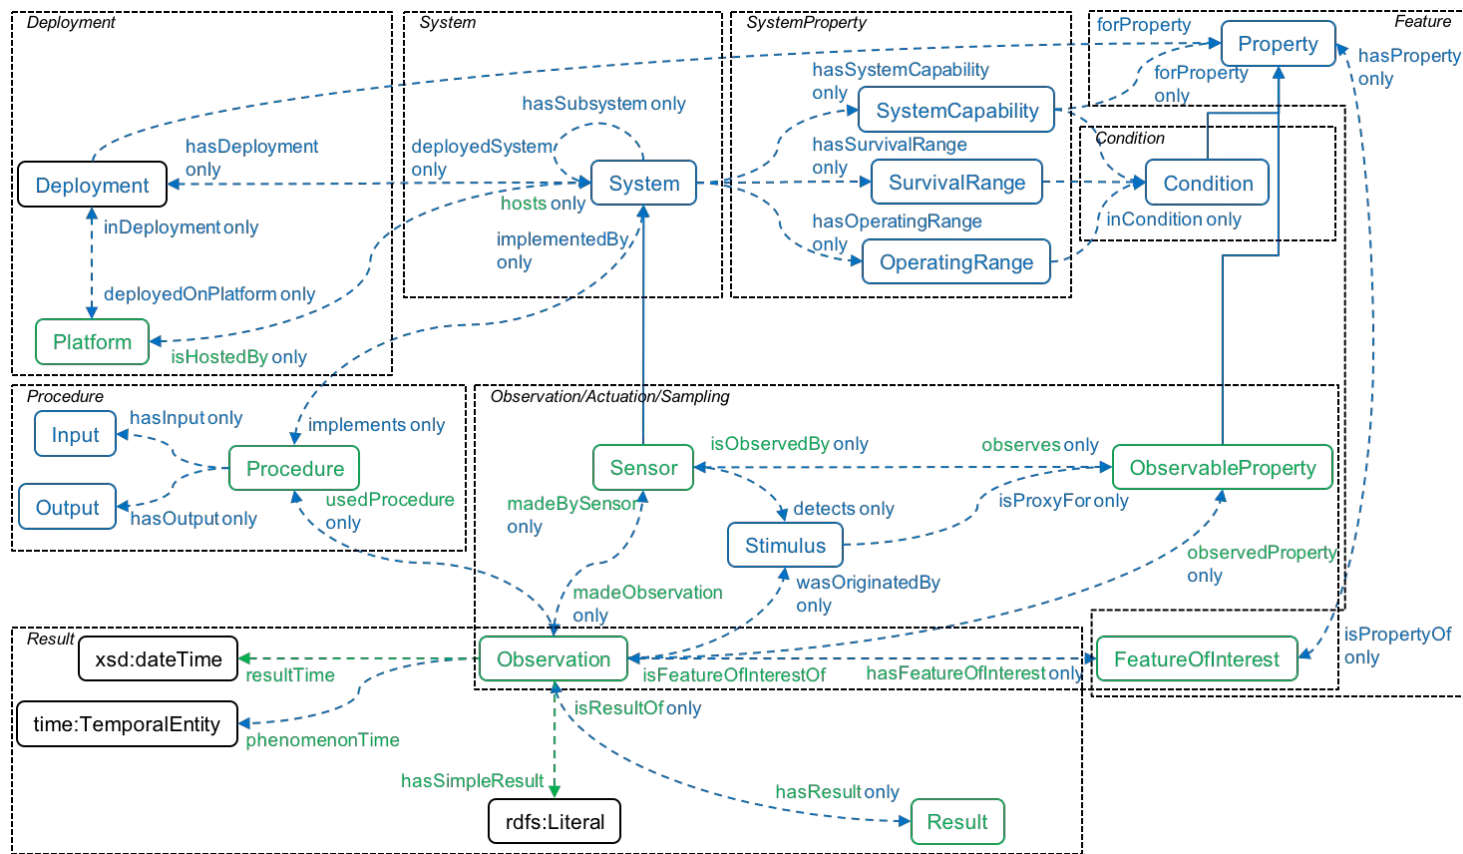 Deployment
System
SystemProperty
Feature
forProperty
Property
hasProperty
only
hasSystemCapability
only
forProperty
only
SystemCapability
hasSubsystem only
hasDeployment
only
deployedSystem
only
hasSurvivalRange
only
Condition
Deployment
System
SurvivalRange
Condition
hosts only
inDeployment only
implementedBy
only
hasOperatingRange
only
inCondition only
OperatingRange
deployedOnPlatform only
Platform
isHostedBy only
Procedure
Observation/Actuation/Sampling
Input
hasInput only
implements only
isObservedBy only
observes only
Procedure
Sensor
ObservableProperty
Output
hasOutput only
usedProcedure
only
madeBySensor
only
detects only
isProxyFor only
Stimulus
observedProperty
only
madeObservation
only
wasOriginatedBy
only
Result
isPropertyOf
only
xsd:dateTime
resultTime
Observation
isFeatureOfInterestOf
hasFeatureOfInterest only
FeatureOfInterest
isResultOf only
time:TemporalEntity
phenomenonTime
hasSimpleResult
hasResult only
rdfs:Literal
Result